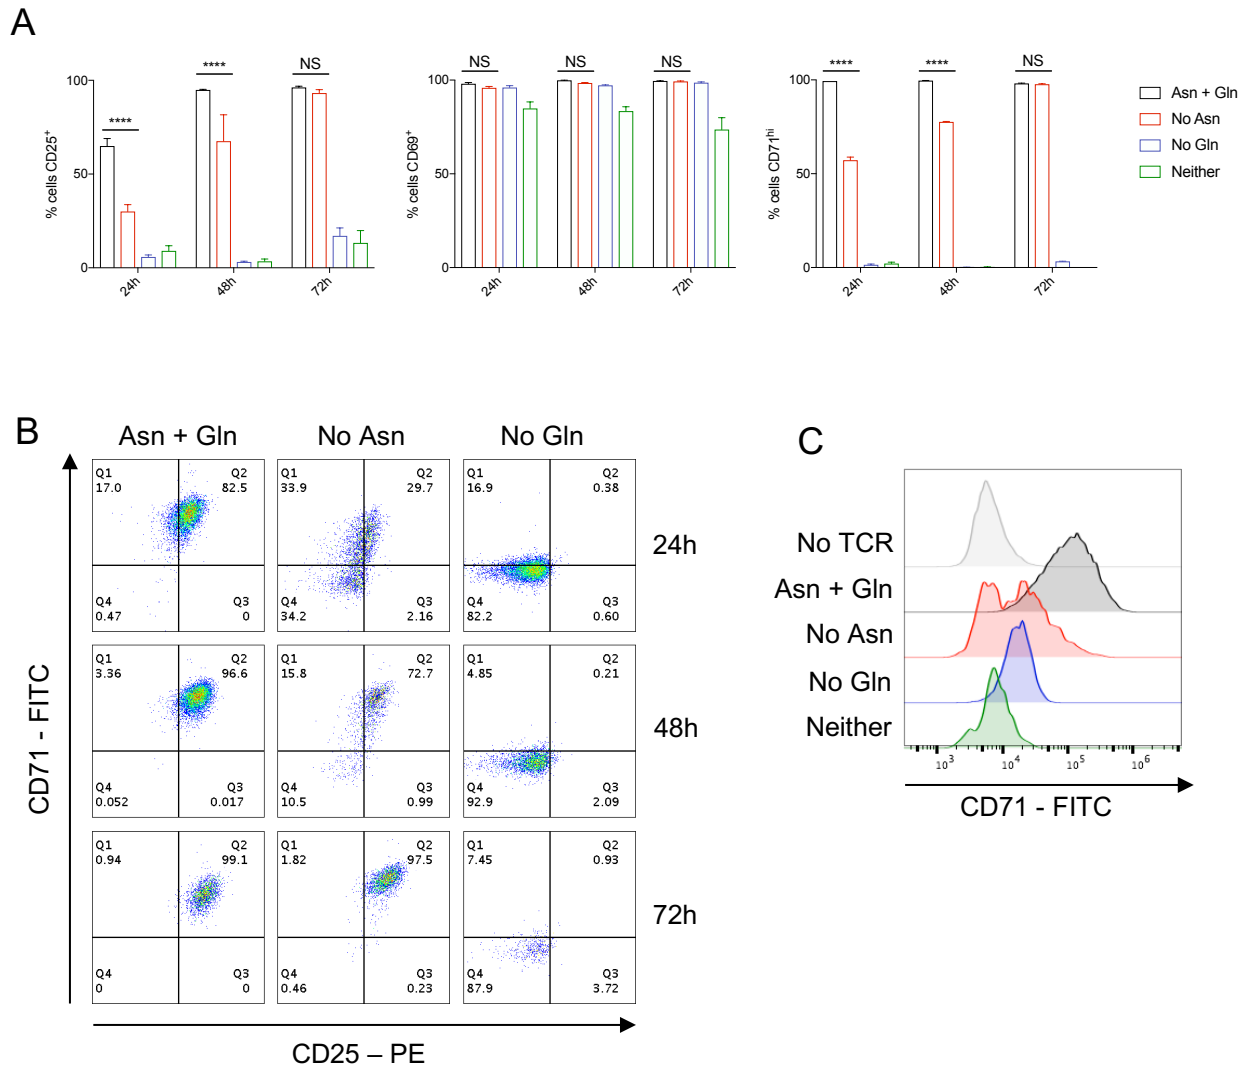 A
% cells CD25+
100
50
0
****
****
NS
24h
48h
72h
% cells CD69+
100
50
0
NS
NS
NS
24h
48h
72h
% cells CD71hi
100
50
0
****
****
NS
24h
48h
72h
Asn + Gln
No Asn
No Gln
Neither
B
Asn + Gln
No Asn
No Gln
Q1 Q2
17.0 82.5
Q4 Q3
0.47 0
Q1 Q2
33.9 29.7
Q4 Q3
34.2 2.16
Q1 Q2
16.9 0.38
Q4 Q3
82.2 0.60
24h
Q1 Q2
3.36 96.6
Q4 Q3
0.052 0.017
Q1 Q2
15.8 72.7
Q4 Q3
10.5 0.99
Q1 Q2
4.85 0.21
Q4 Q3
92.9 2.09
48h
Q1 Q2
0.94 99.1
Q4 Q3
0 0
Q1 Q2
1.82 97.5
Q4 Q3
0.46 0.23
Q1 Q2
7.45 0.93
Q4 Q3
87.9 3.72
72h
CD71 - FITC
CD25 – PE
C
No TCR
Asn + Gln
No Asn
No Gln
Neither
10^3 10^4 10^5 10^6
CD71 - FITC